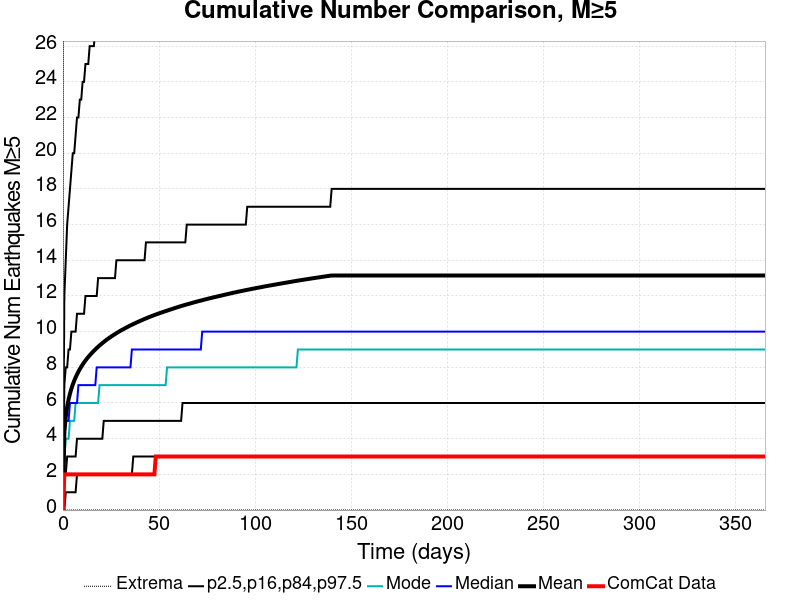 Cumulative Number Comparison, M≥5
Cumulative Num Earthquakes M≥5
26
24
22
20
18
16
14
12
10
8
6
4
2
0
0 50 100 150 200 250 300 350
Time (days)
Extrema p2.5,p16,p84,p97.5 Mode Median Mean ComCat Data